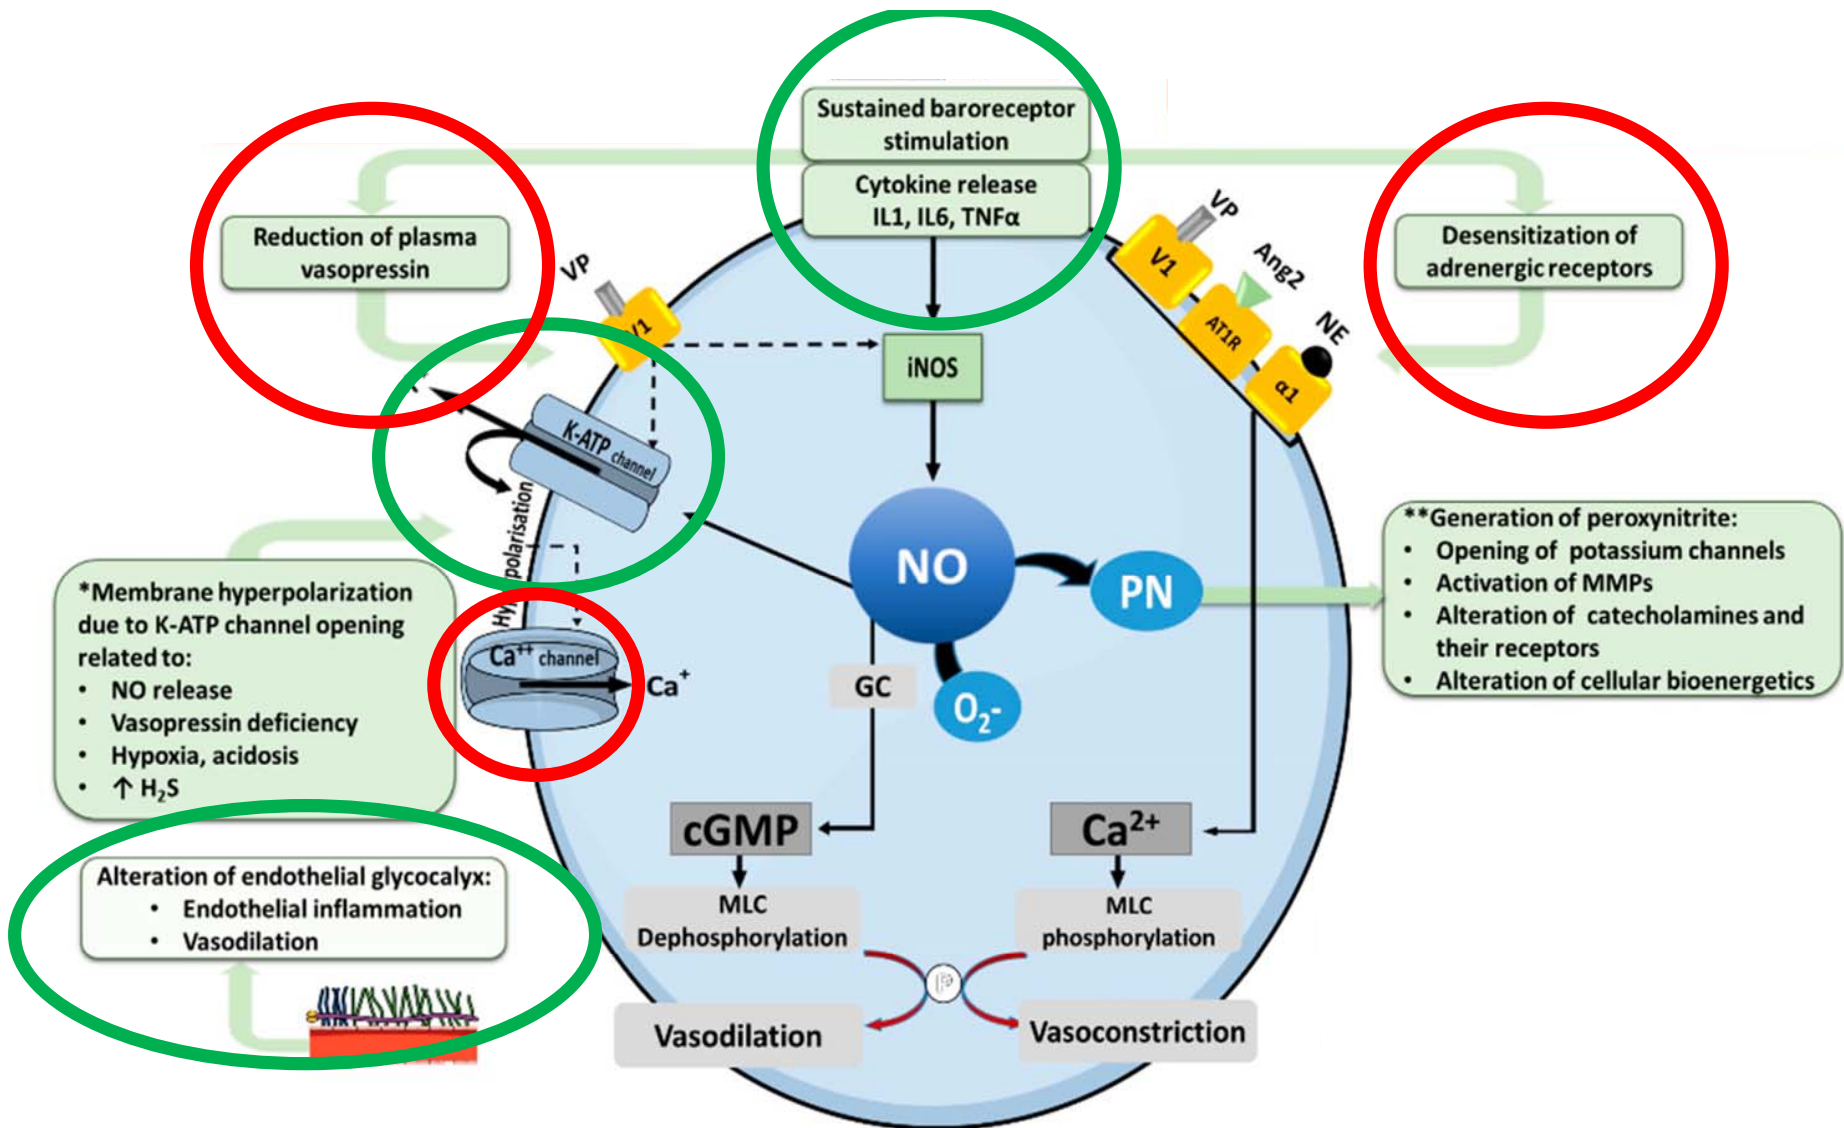 Sustained baroreceptor
stimulation
Cytokine release
IL1, IL6, TNFα
Reduction of plasma
vasopressin
Desensitization of
adrenergic receptors
VP
V1
VP
V1
Ang2
AT1R
NE
α1
iNOS
K-ATP channel
NO
PN
O₂-
GC
Ca⁺⁺ channel
Ca⁺
*Membrane hyperpolarization
due to K-ATP channel opening
related to:
• NO release
• Vasopressin deficiency
• Hypoxia, acidosis
• ↑ H₂S
**Generation of peroxynitrite:
• Opening of potassium channels
• Activation of MMPs
• Alteration of catecholamines and
their receptors
• Alteration of cellular bioenergetics
Alteration of endothelial glycocalyx:
• Endothelial inflammation
• Vasodilation
cGMP
Ca²⁺
MLC
Dephosphorylation
MLC
phosphorylation
P
Vasodilation
Vasoconstriction